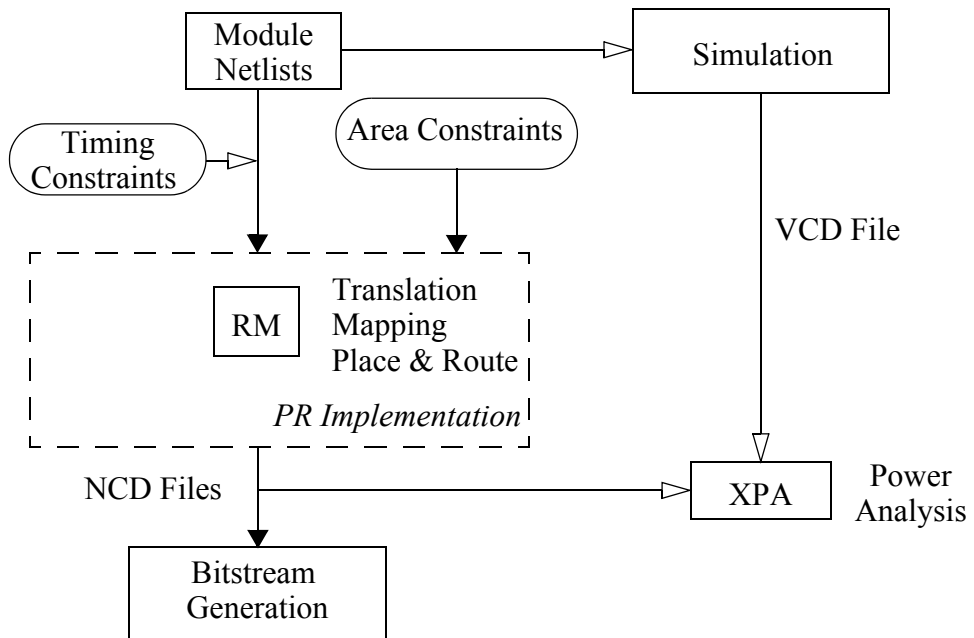 Module
Netlists
Simulation
Timing
Constraints
Area Constraints
VCD File
RM
Translation
Mapping
Place & Route
PR Implementation
NCD Files
XPA
Power
Analysis
Bitstream
Generation